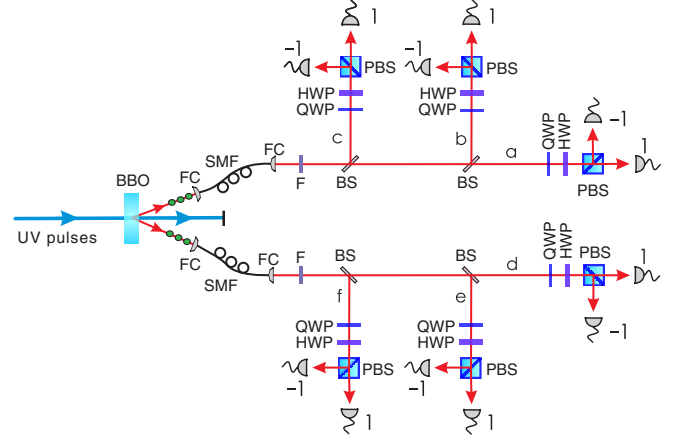 1
1
-1
-1
PBS
PBS
HWP
QWP
HWP
QWP
-1
c
b
a
QWP
HWP
1
SMF
FC
F
BS
BS
PBS
FC
BBO
UV pulses
FC
SMF
FC
F
BS
BS
d
QWP
HWP
PBS
1
f
e
-1
QWP
HWP
QWP
HWP
PBS
PBS
-1
-1
1
1